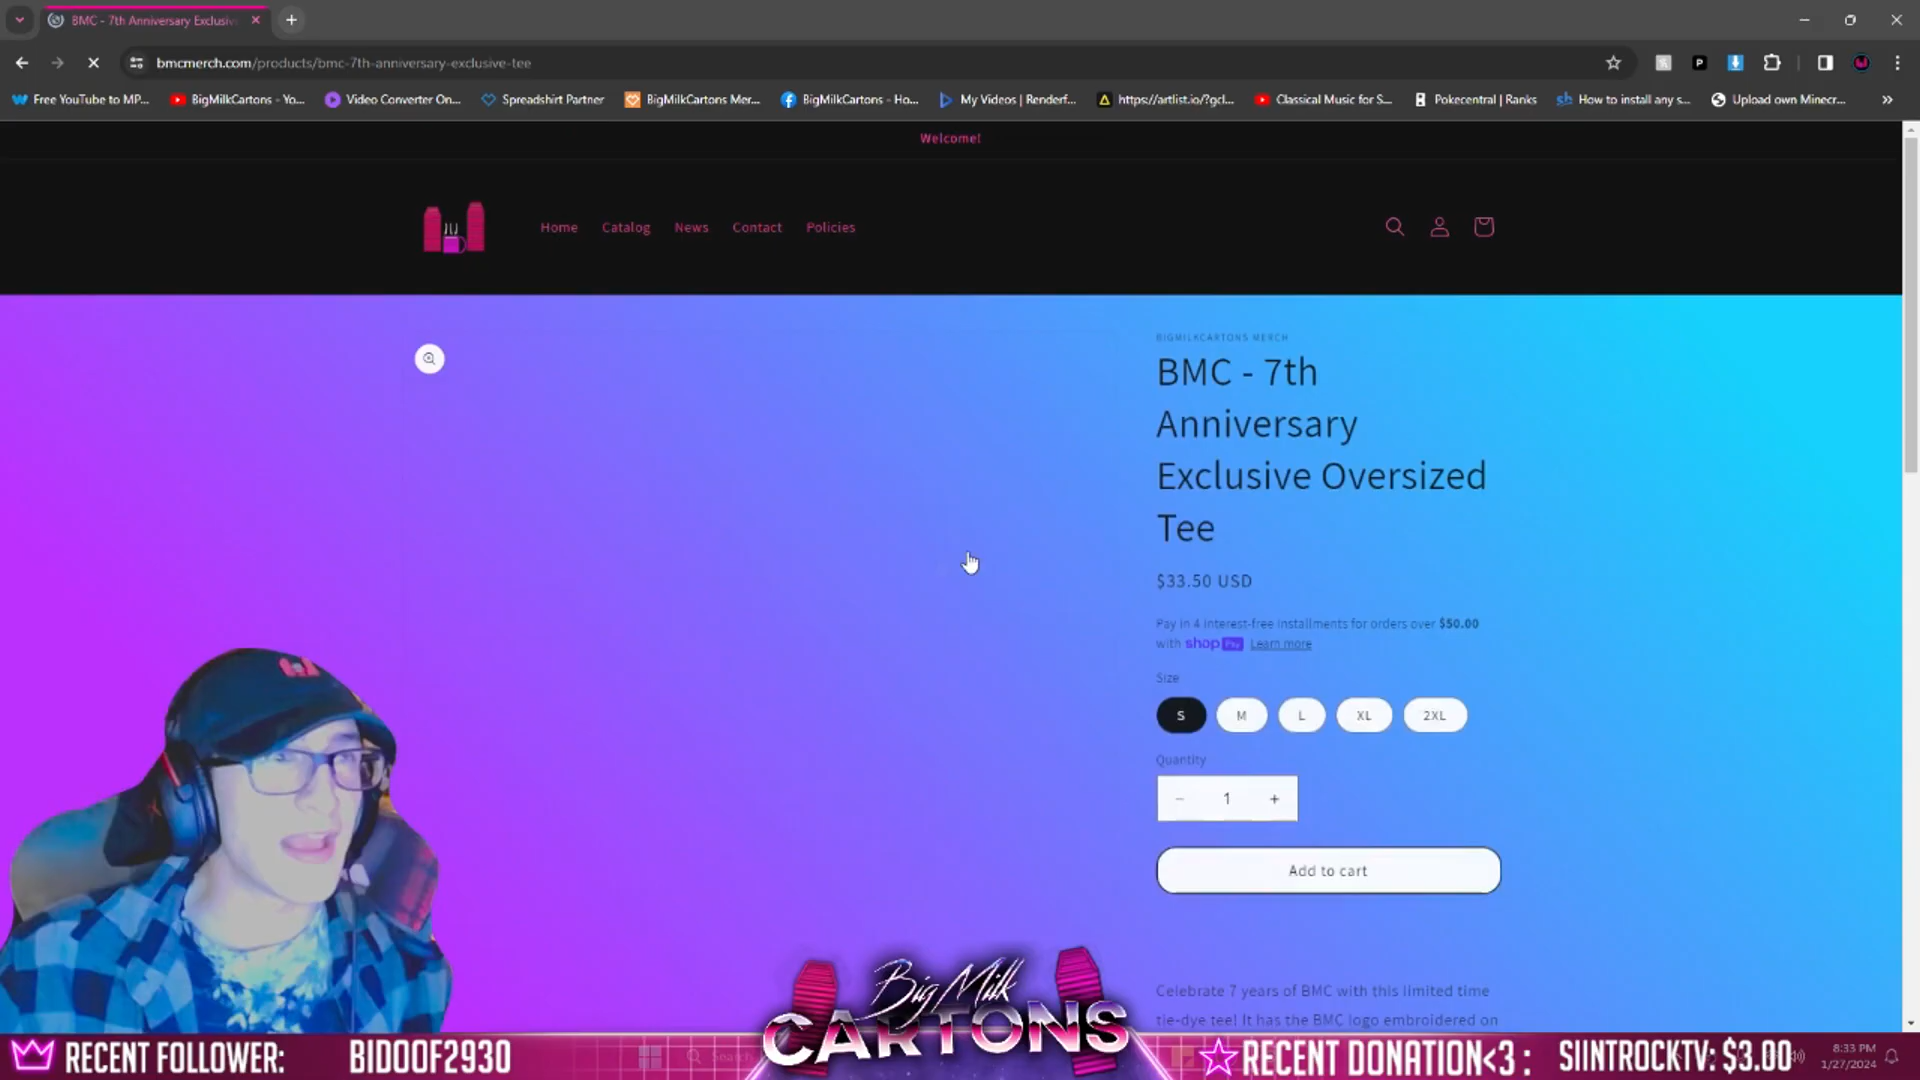 BMC - 7th Anniversary Exclusiv
bmcmerch.com/products/bmc-7th-anniversary-exclusive-tee
Free YouTube to MP...
BigMilkCartons - Yo...
Video Converter On...
Spreadshirt Partner
BigMilkCartons Mer...
BigMilkCartons - Ho...
My Videos | Renderf...
https://artlist.io/?gcl...
Classical Music for S...
Pokecentral | Ranks
How to install any s...
Upload own Minecr...
Welcome!
Home Catalog News Contact Policies
BIGMILKCARTONS MERCH
BMC - 7th
Anniversary
Exclusive Oversized
Tee
$33.50 USD
Pay in 4 interest-free installments for orders over $50.00
with shop Pay Learn more
Size
S M L XL 2XL
Quantity
− 1 +
Add to cart
Celebrate 7 years of BMC with this limited time
tie-dye tee! It has the BMC logo embroidered on
Big Milk
CARTONS
RECENT FOLLOWER: BIDOOF2930
Search
RECENT DONATION<3 : SIINTROCKTV: $3.00
8:33 PM
1/27/2024